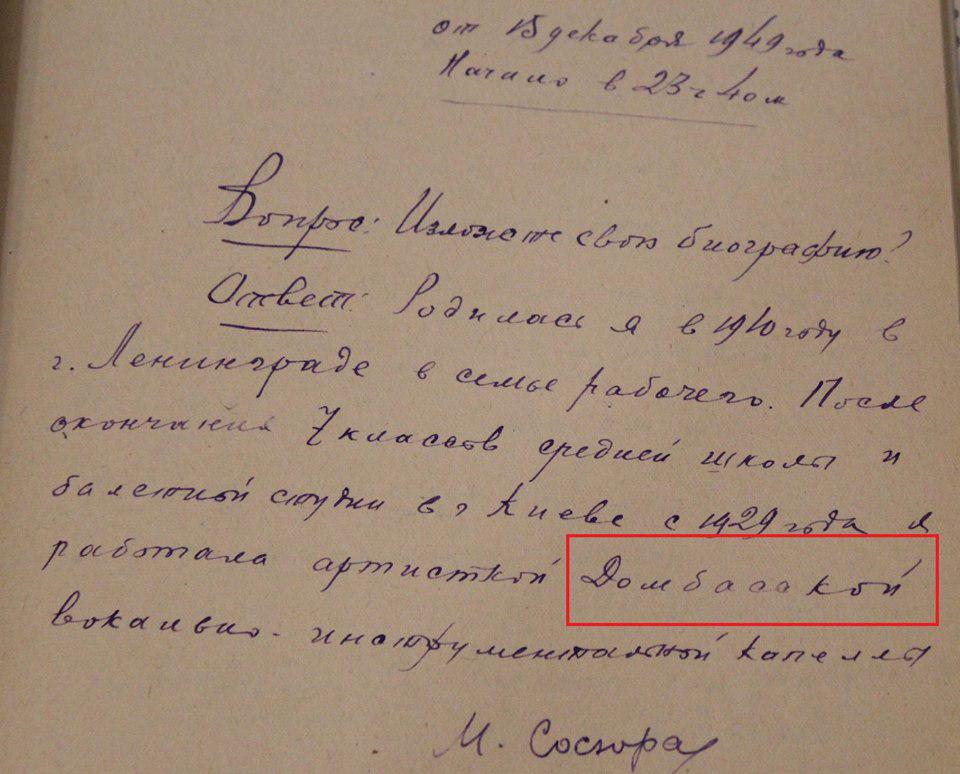 от 15 декабря 1949 года
Начало в 23 ч 40 м
Вопрос: Изложите свою биографию?
Ответ: Родилась я в 1910 году в
г. Ленинграде в семье рабочего. После
окончания 7 классов средней школы и
балетной студии в г Киеве с 1929 года я
работала артисткой Домбасской
вокально-инструментальной капеллы
М. Сосюра